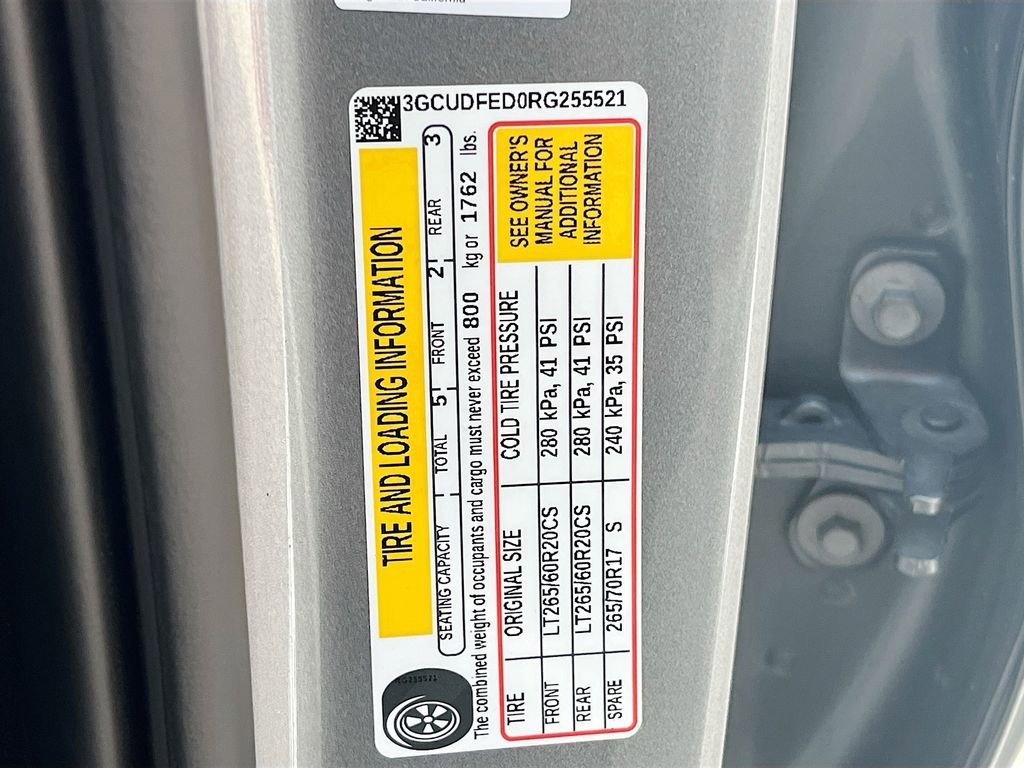 California
3GCUDFED0RG255521
TIRE AND LOADING INFORMATION
SEATING CAPACITY TOTAL 5 FRONT 2 REAR 3
The combined weight of occupants and cargo must never exceed 800 kg or 1762 lbs.
TIRE ORIGINAL SIZE COLD TIRE PRESSURE
FRONT LT265/60R20CS 280 kPa, 41 PSI
REAR LT265/60R20CS 280 kPa, 41 PSI
SPARE 265/70R17 S 240 kPa, 35 PSI
SEE OWNER'S
MANUAL FOR
ADDITIONAL
INFORMATION
RG255521